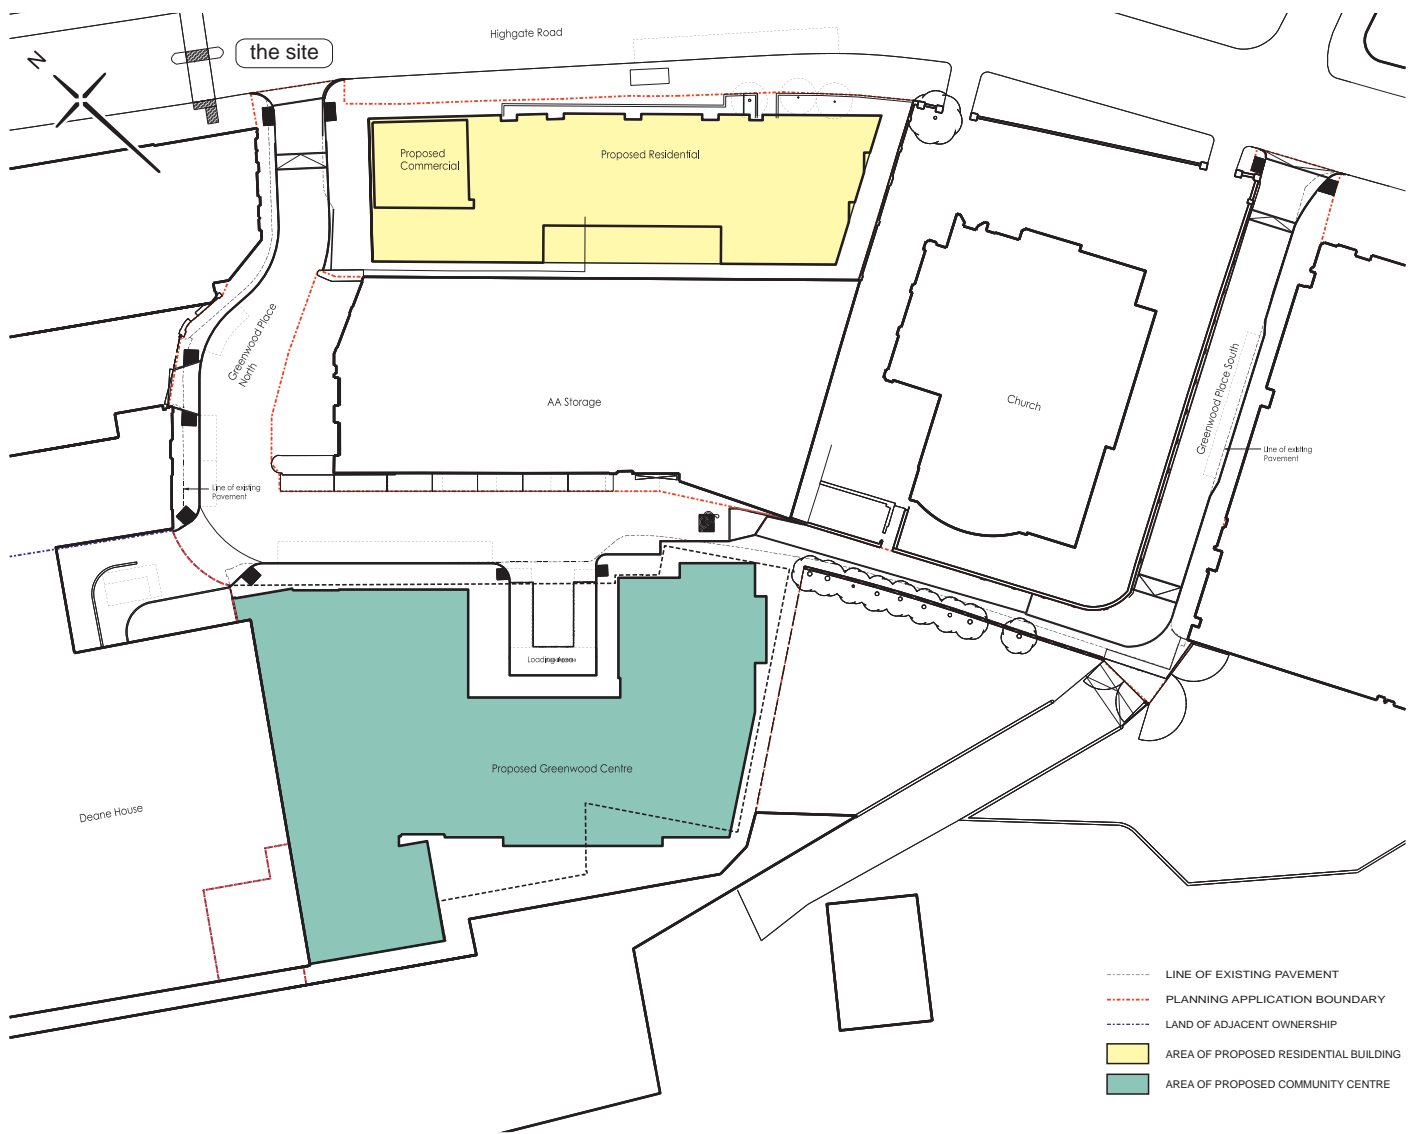 Highgate Road
N
the site
Proposed
Commercial
Proposed Residential
Greenwood Place
North
AA Storage
Church
Greenwood Place South
Line of existing
Pavement
Line of existing
Pavement
Loading Area
Proposed Greenwood Centre
Deane House
LINE OF EXISTING PAVEMENT
PLANNING APPLICATION BOUNDARY
LAND OF ADJACENT OWNERSHIP
AREA OF PROPOSED RESIDENTIAL BUILDING
AREA OF PROPOSED COMMUNITY CENTRE